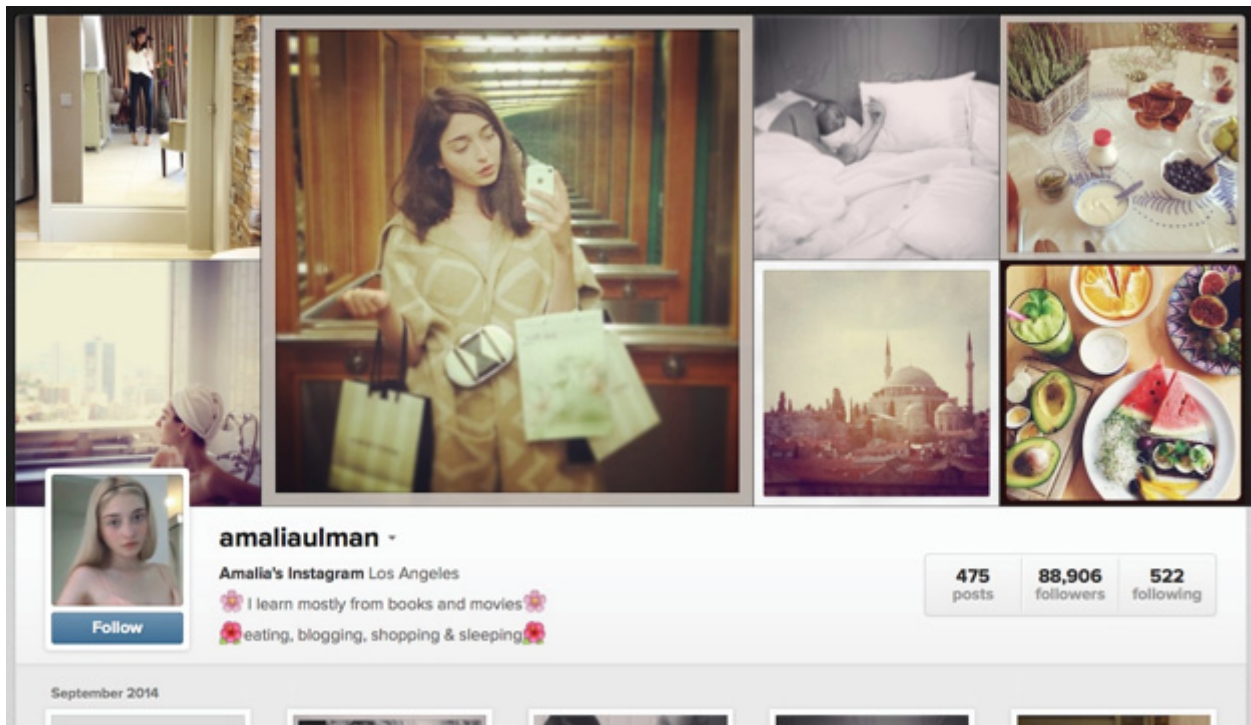 amaliaulman
Amalia's Instagram Los Angeles
🌸 I learn mostly from books and movies 🌸
🌺 eating, blogging, shopping & sleeping 🌺
475 posts
88,906 followers
522 following
Follow
September 2014